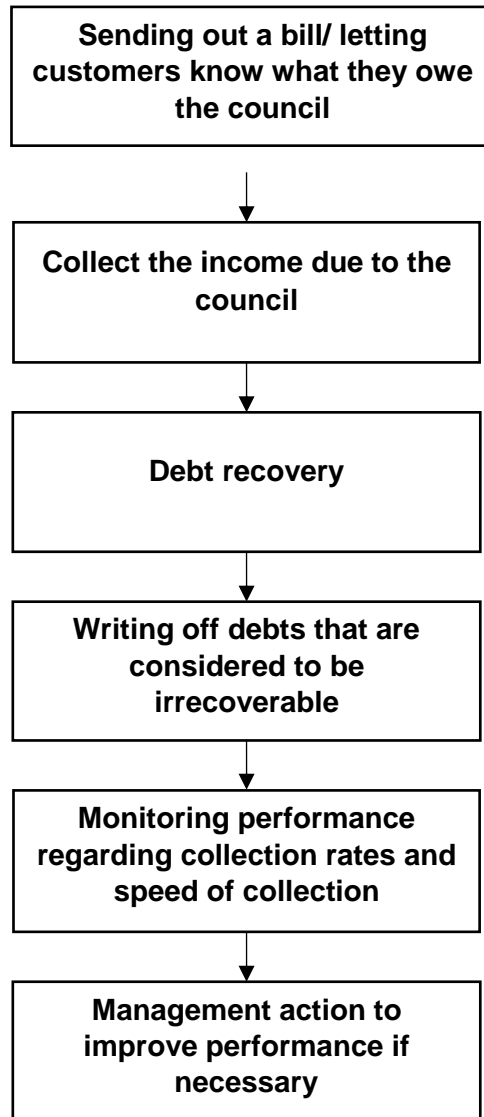 Sending out a bill/ letting
customers know what they owe
the council
Collect the income due to the
council
Debt recovery
Writing off debts that are
considered to be
irrecoverable
Monitoring performance
regarding collection rates and
speed of collection
Management action to
improve performance if
necessary